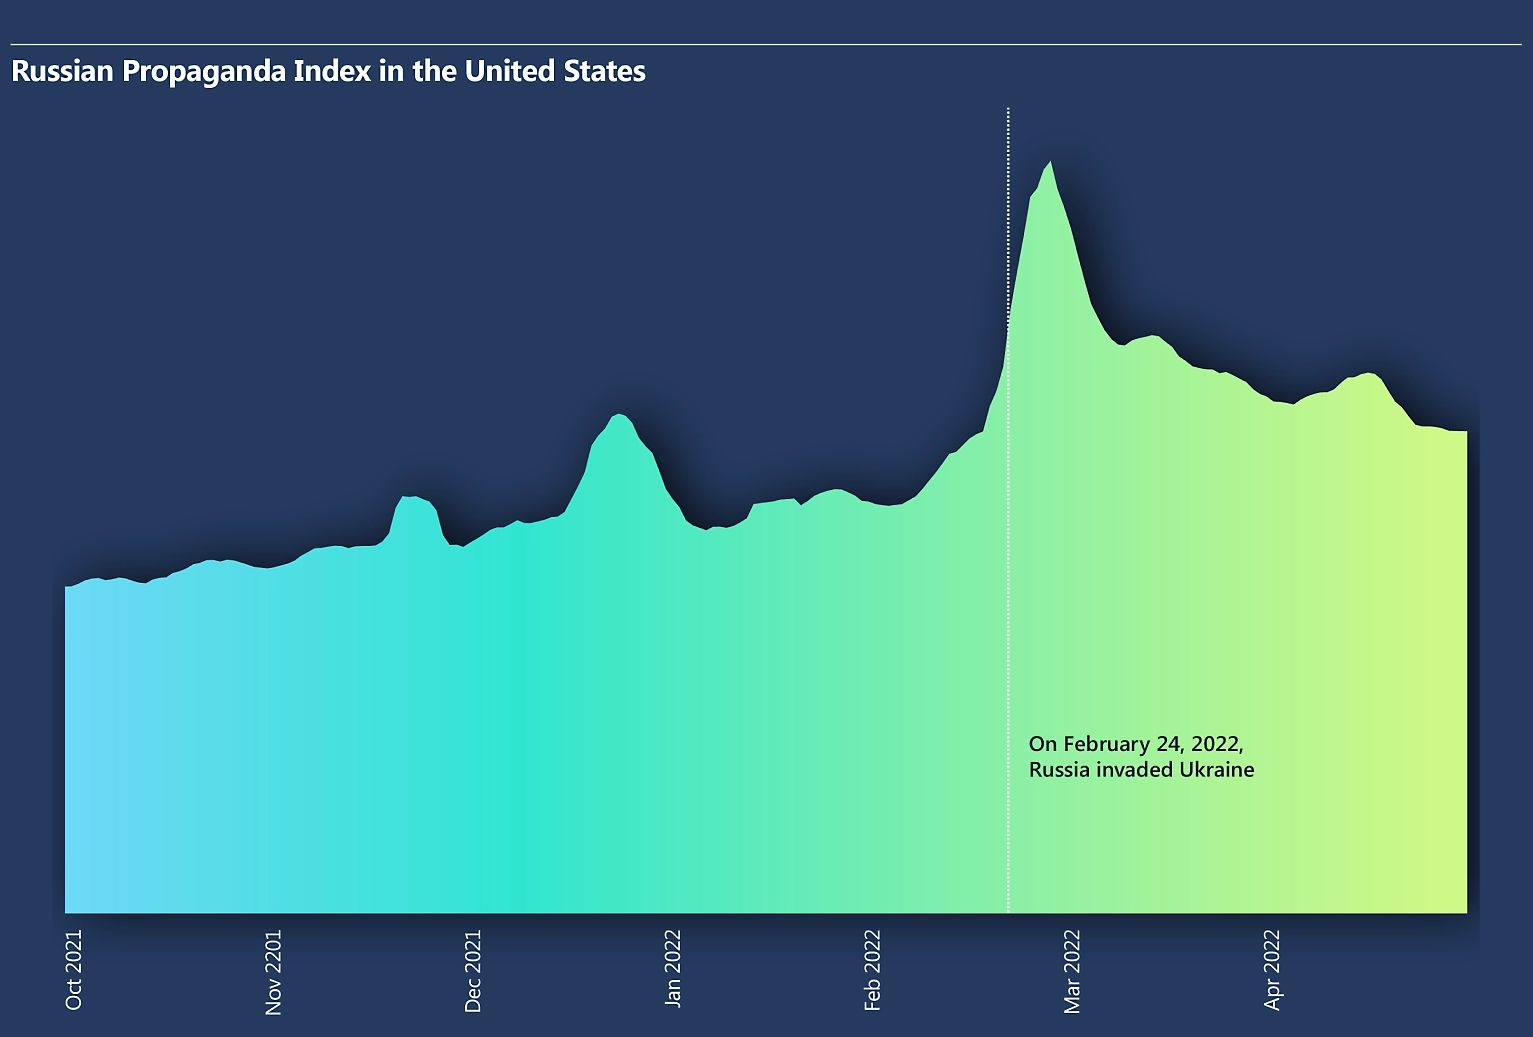 Russian Propaganda Index in the United States
On February 24, 2022,
Russia invaded Ukraine
Oct 2021
Nov 2201
Dec 2021
Jan 2022
Feb 2022
Mar 2022
Apr 2022